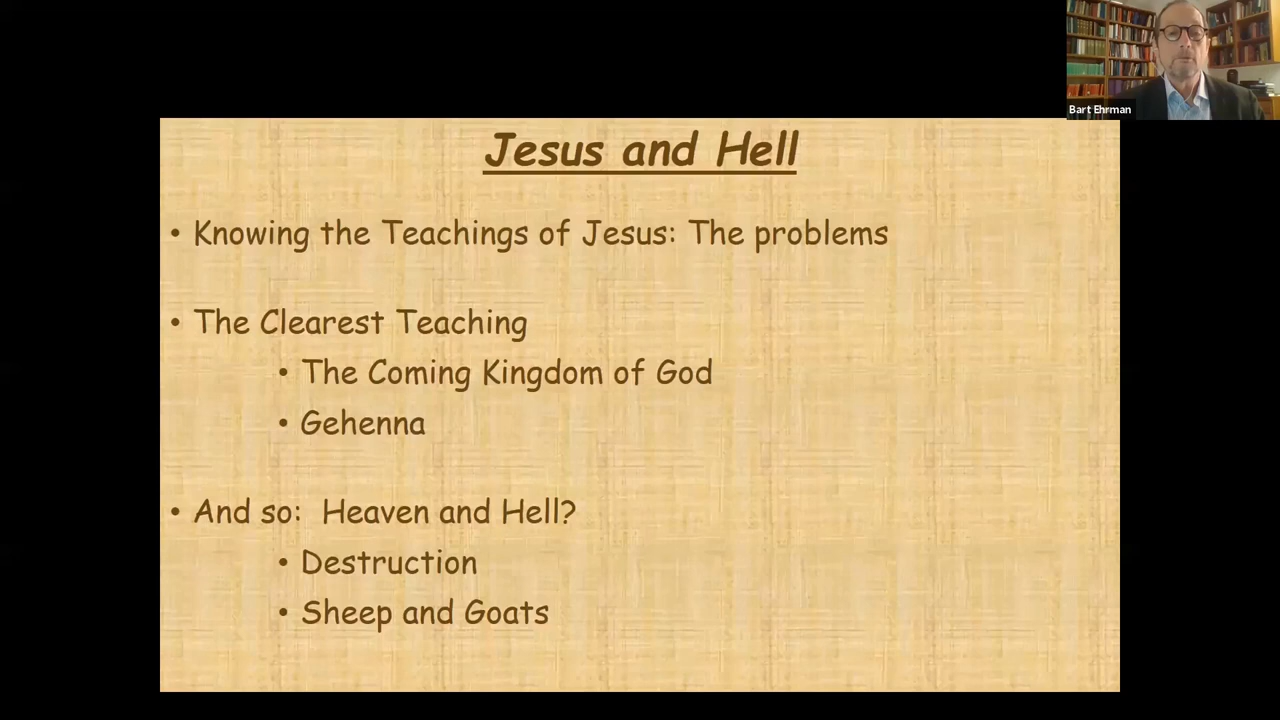 Bart Ehrman
Jesus and Hell
• Knowing the Teachings of Jesus: The problems
• The Clearest Teaching
• The Coming Kingdom of God
• Gehenna
• And so:  Heaven and Hell?
• Destruction
• Sheep and Goats